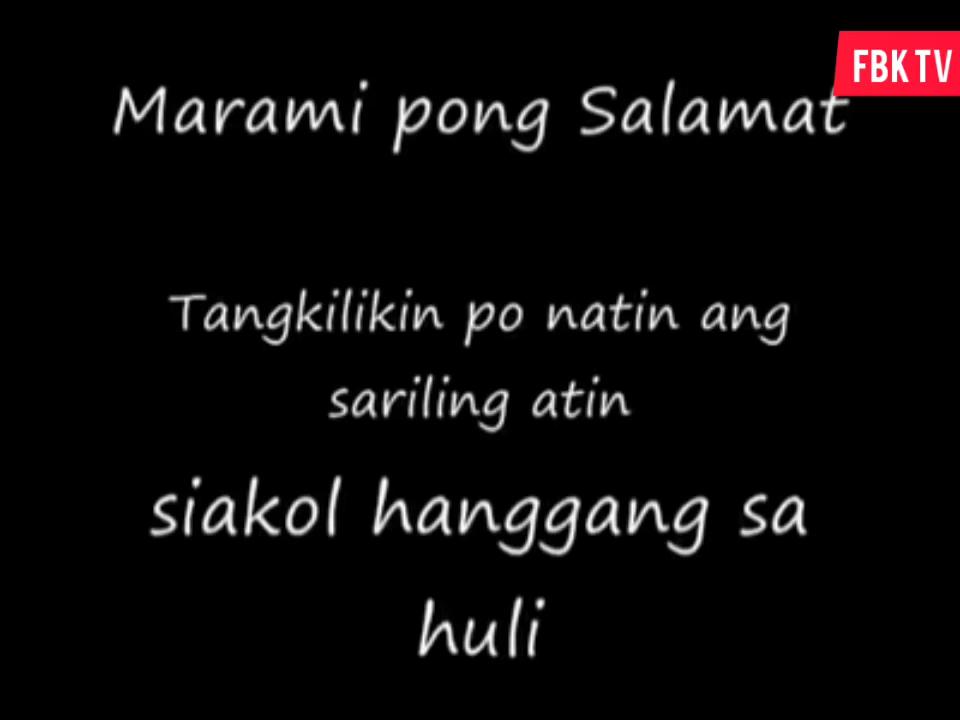 FBK TV
Marami pong Salamat
Tangkilikin po natin ang
sariling atin
siakol hanggang sa
huli